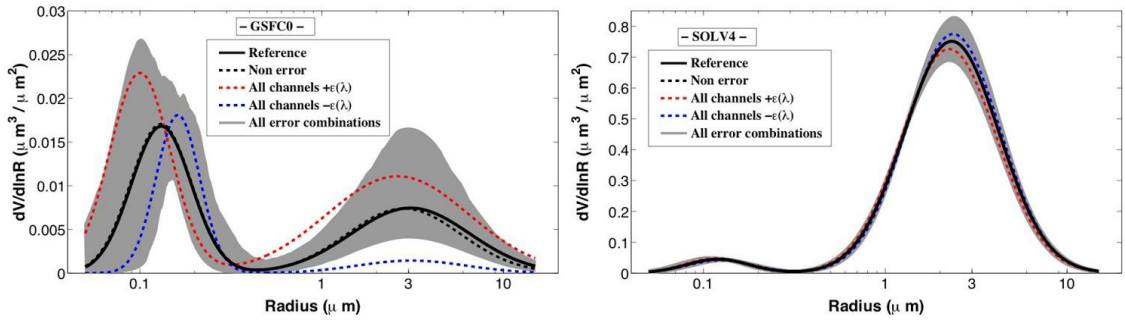 – GSFC0 –
Reference
Non error
All channels +ε(λ)
All channels −ε(λ)
All error combinations
dV/dlnR (μ m³ / μ m²)
0.03
0.025
0.02
0.015
0.01
0.005
0
0.1
1
3
10
Radius (μ m)
– SOLV4 –
Reference
Non error
All channels +ε(λ)
All channels −ε(λ)
All error combinations
dV/dlnR (μ m³ / μ m²)
0.8
0.7
0.6
0.5
0.4
0.3
0.2
0.1
0
0.1
1
3
10
Radius (μ m)